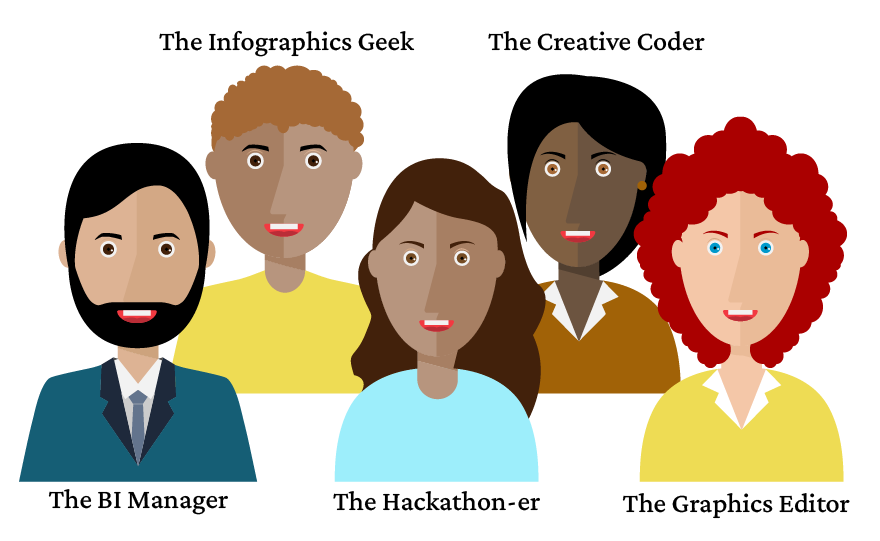 The Infographics Geek
The Creative Coder
The BI Manager
The Hackathon-er
The Graphics Editor